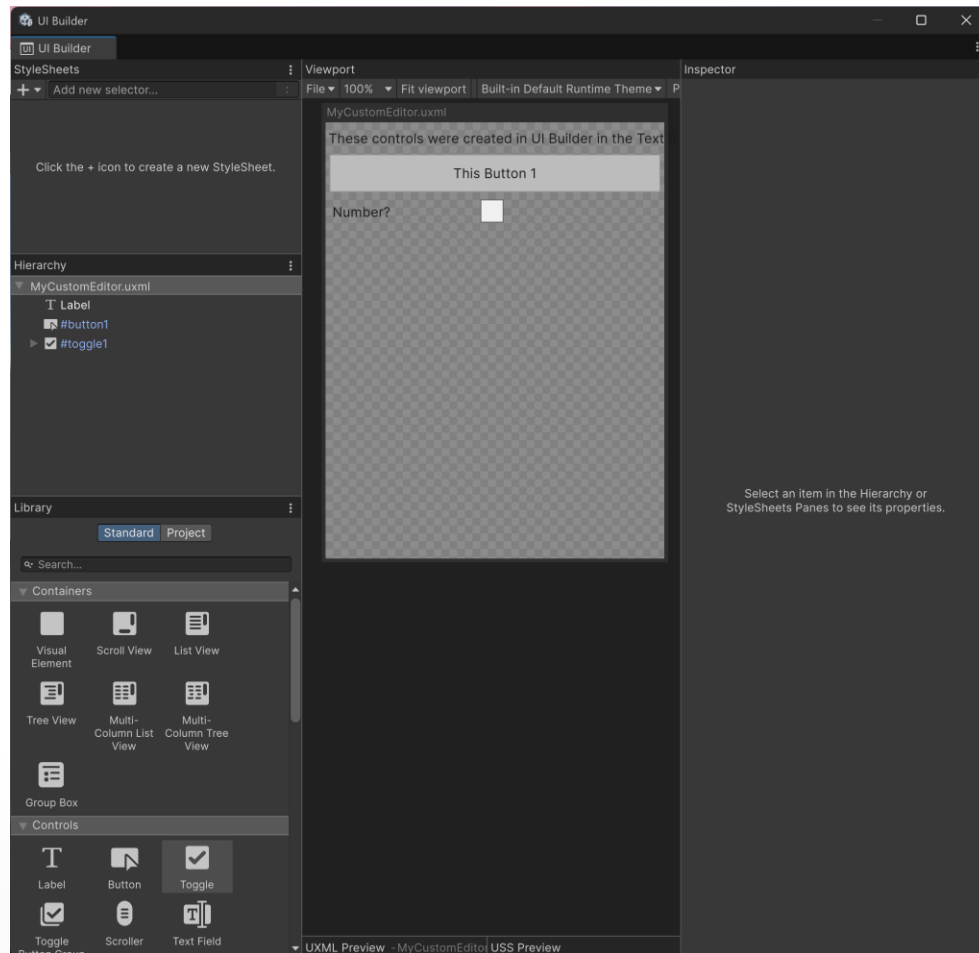 UI Builder
UI Builder
StyleSheets
Add new selector...
Click the + icon to create a new StyleSheet.
Hierarchy
MyCustomEditor.uxml
Label
#button1
#toggle1
Library
Standard Project
Search...
Containers
Visual Element
Scroll View
List View
Tree View
Multi-Column List View
Multi-Column Tree View
Group Box
Controls
Label
Button
Toggle
Toggle Button Group
Scroller
Text Field
Viewport
File 100% Fit viewport Built-in Default Runtime Theme P
MyCustomEditor.uxml
These controls were created in UI Builder in the Text
This Button 1
Number?
UXML Preview - MyCustomEditor USS Preview
Inspector
Select an item in the Hierarchy or
StyleSheets Panes to see its properties.